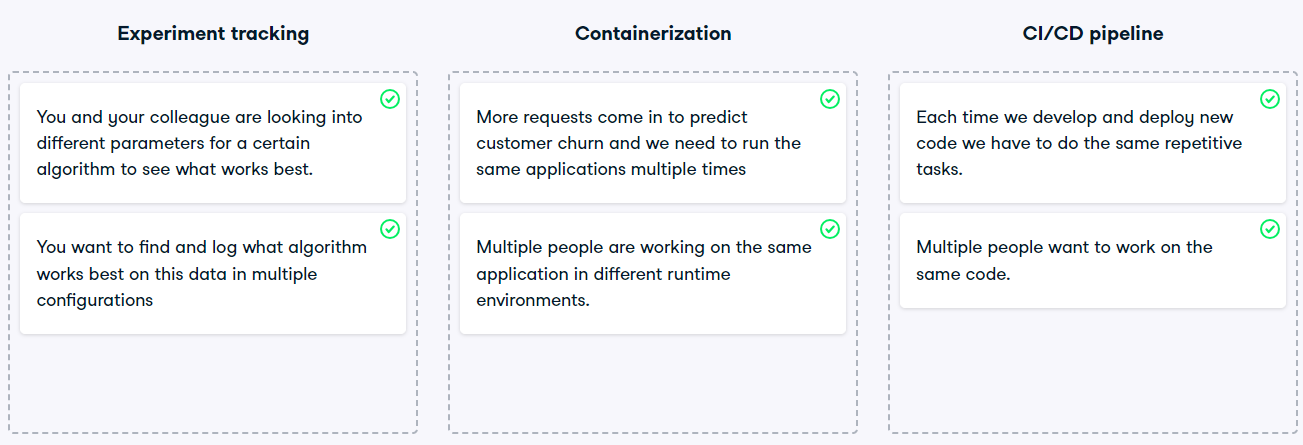 Experiment tracking
You and your colleague are looking into
different parameters for a certain
algorithm to see what works best.
You want to find and log what algorithm
works best on this data in multiple
configurations
Containerization
More requests come in to predict
customer churn and we need to run the
same applications multiple times
Multiple people are working on the same
application in different runtime
environments.
CI/CD pipeline
Each time we develop and deploy new
code we have to do the same repetitive
tasks.
Multiple people want to work on the
same code.